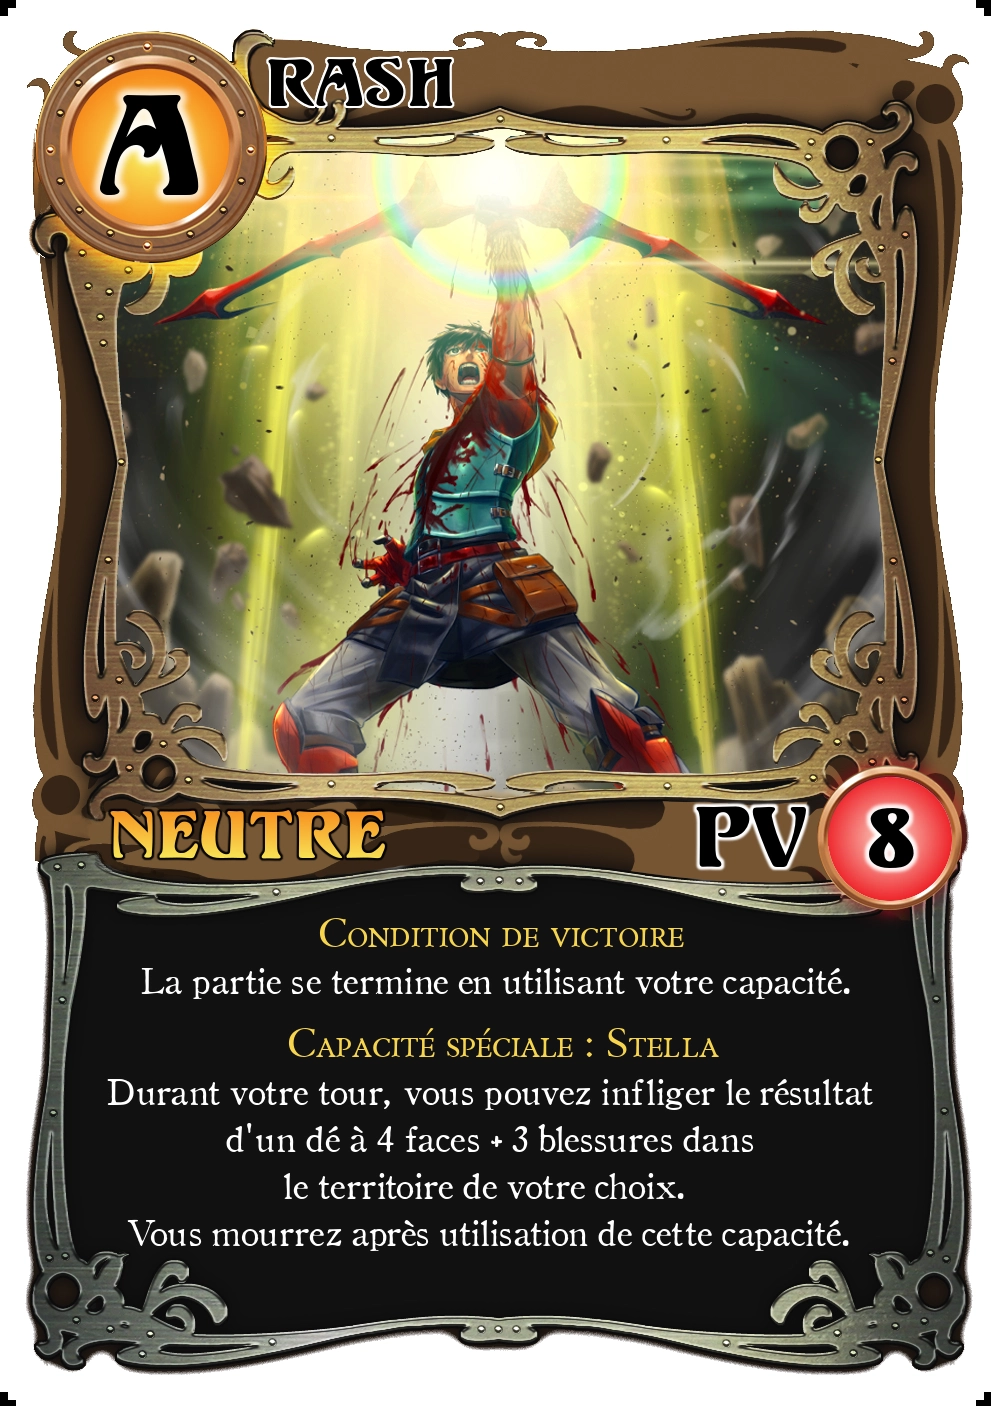 ARASH
NEUTRE
PV 8
Condition de victoire
La partie se termine en utilisant votre capacité.
Capacité spéciale : Stella
Durant votre tour, vous pouvez infliger le résultat
d'un dé à 4 faces + 3 blessures dans
le territoire de votre choix.
Vous mourrez après utilisation de cette capacité.